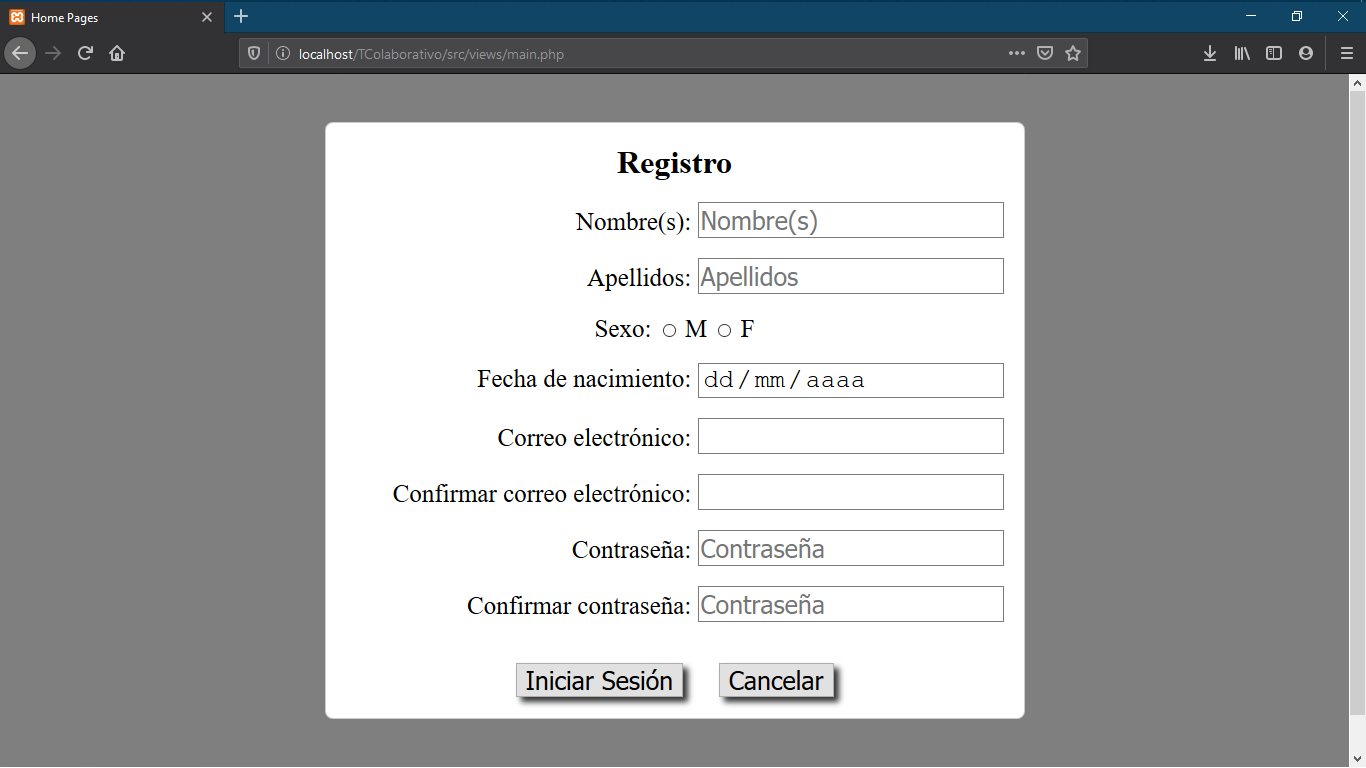 Home Pages
localhost/TColaborativo/src/views/main.php
Registro
Nombre(s): Nombre(s)
Apellidos: Apellidos
Sexo: M F
Fecha de nacimiento: dd / mm / aaaa
Correo electrónico:
Confirmar correo electrónico:
Contraseña: Contraseña
Confirmar contraseña: Contraseña
Iniciar Sesión Cancelar